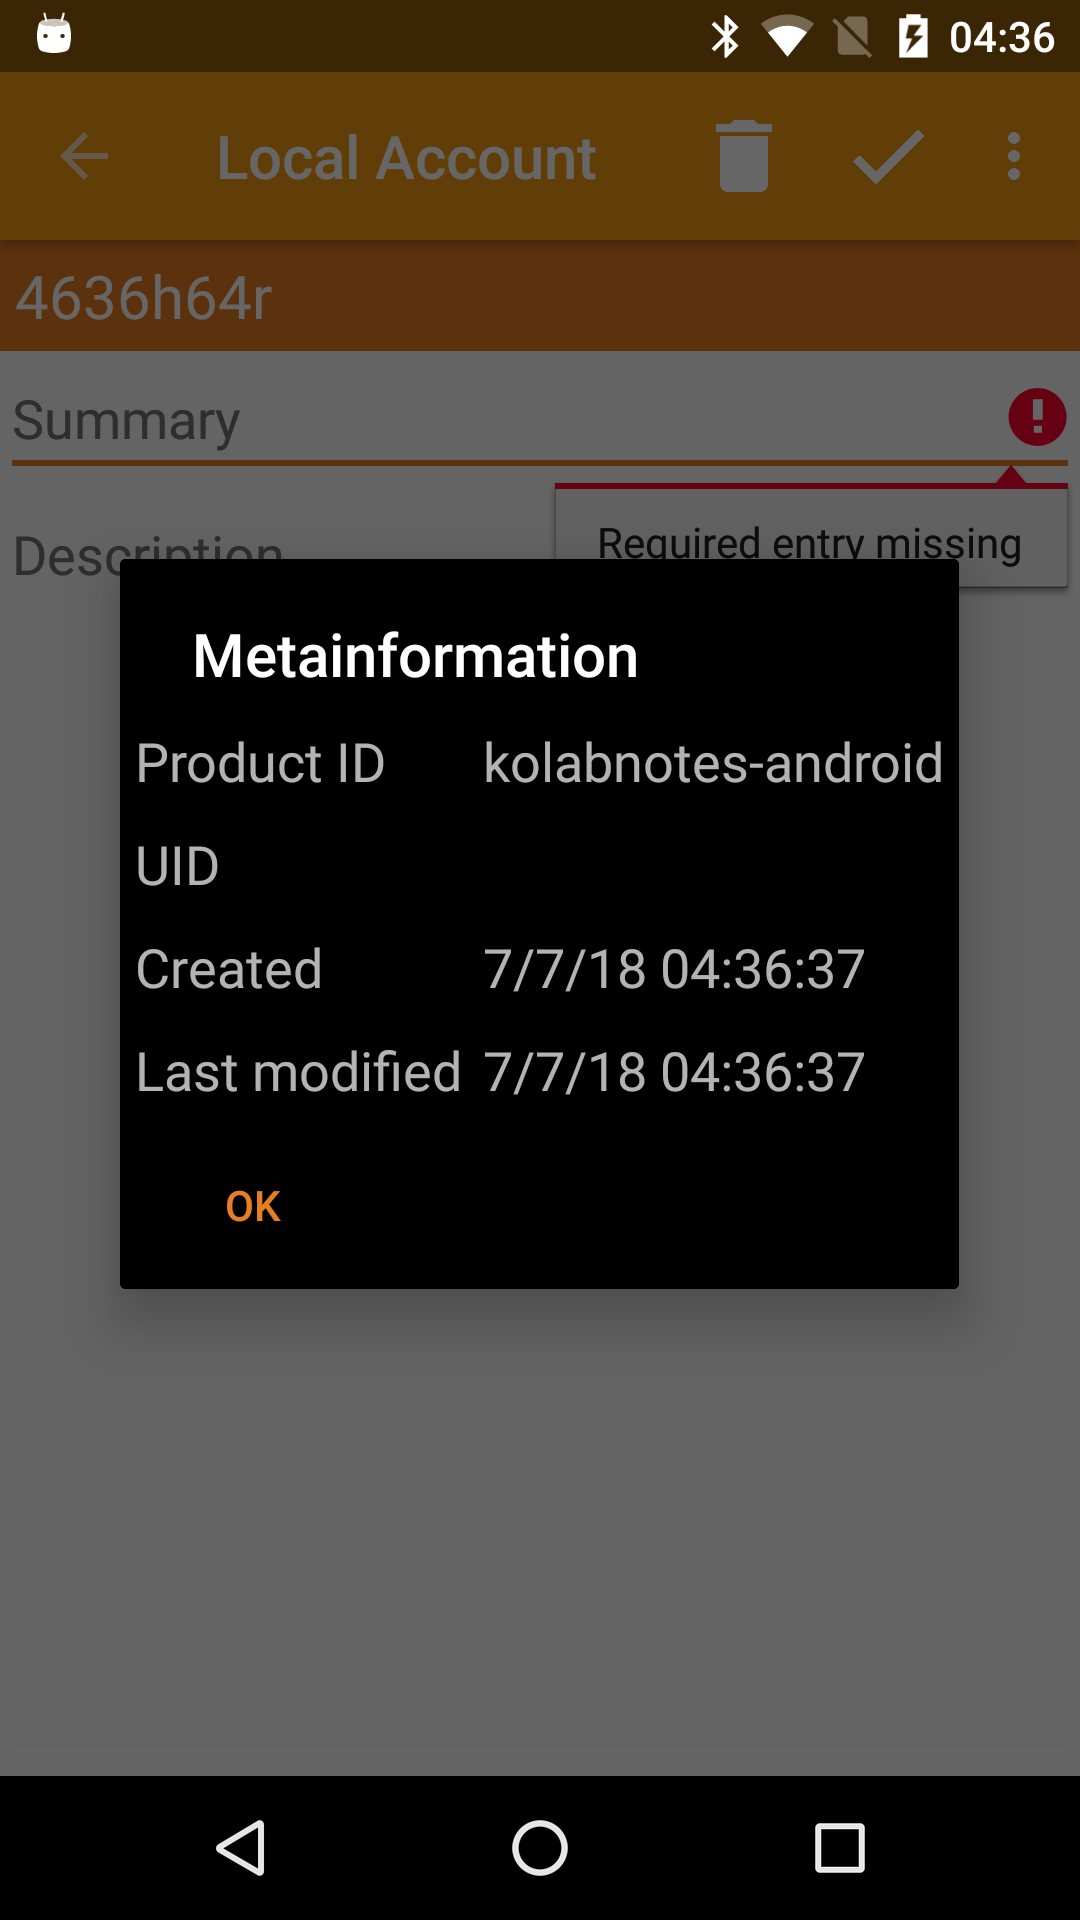 04:36
Local Account
4636h64r
Summary
Required entry missing
Description
Metainformation
Product ID kolabnotes-android
UID
Created 7/7/18 04:36:37
Last modified 7/7/18 04:36:37
OK